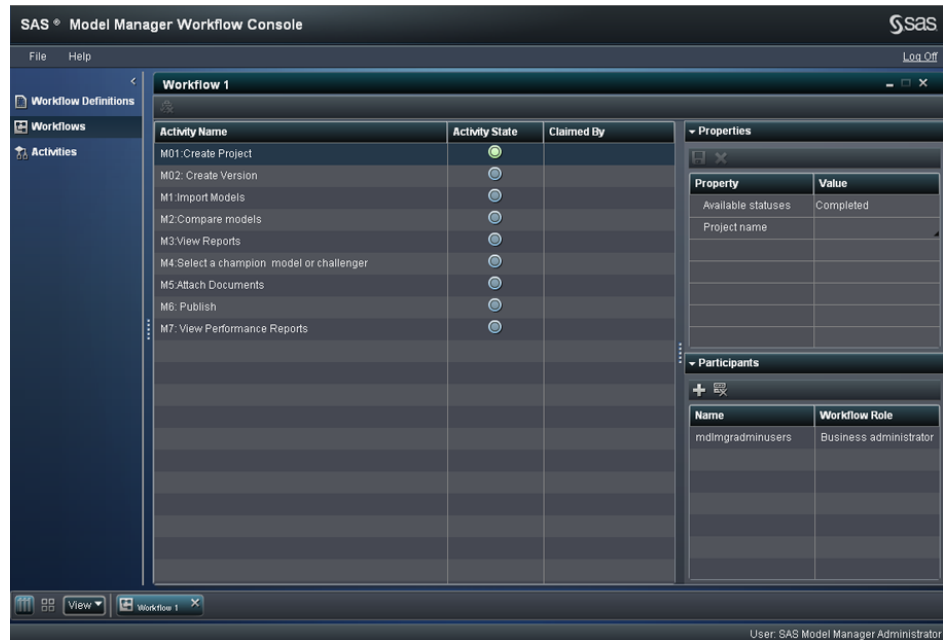 SAS ® Model Manager Workflow Console
sas
File Help
Log Off
Workflow Definitions
Workflows
Activities
Workflow 1
Activity Name Activity State Claimed By
M01:Create Project
M02: Create Version
M1:Import Models
M2:Compare models
M3:View Reports
M4:Select a champion model or challenger
M5:Attach Documents
M6: Publish
M7: View Performance Reports
Properties
Property Value
Available statuses Completed
Project name
Participants
Name Workflow Role
mdlmgradminusers Business administrator
View
Workflow 1
User: SAS Model Manager Administrator